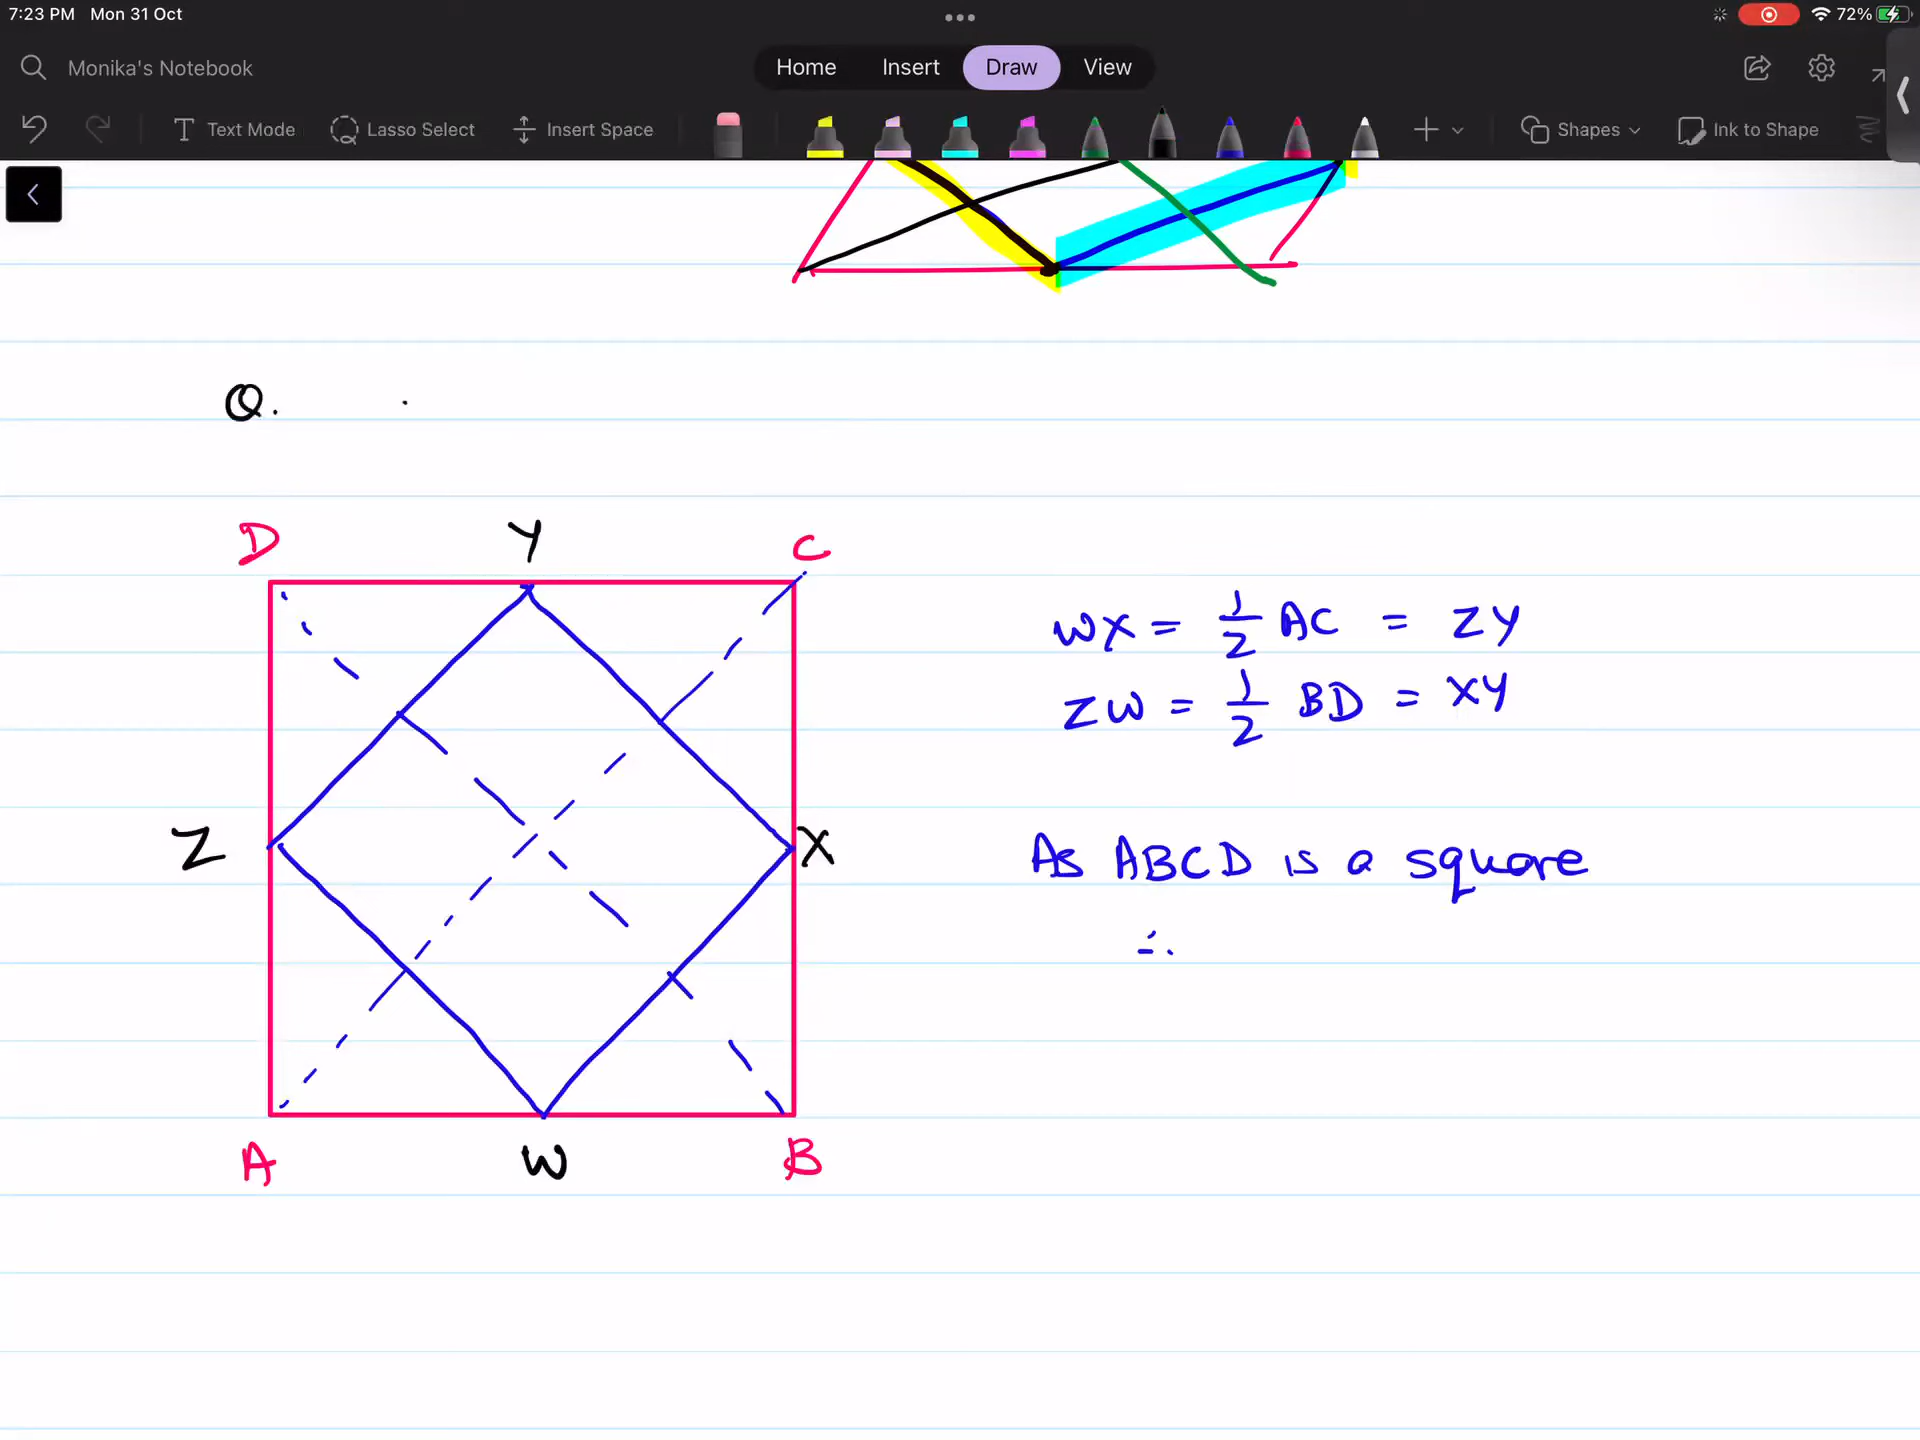 7:23 PM Mon 31 Oct
72%
Monika's Notebook
Home Insert Draw View
Text Mode Lasso Select Insert Space Shapes Ink to Shape
Q.
D Y C
WX = 1/2 AC = ZY
ZW = 1/2 BD = XY
Z X
As ABCD is a square
∴
A W B